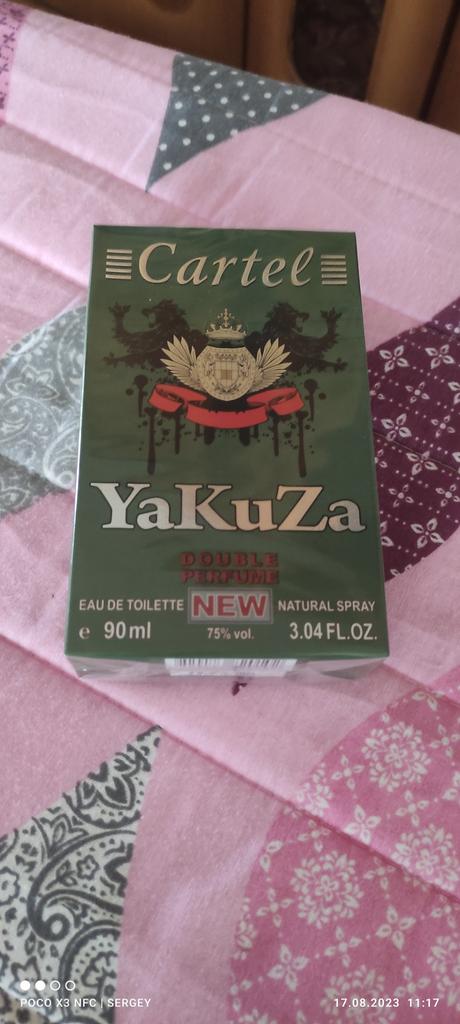 Cartel
YaKuZa
DOUBLE
PERFUME
EAU DE TOILETTE NEW NATURAL SPRAY
e 90ml 75% vol. 3.04 FL.OZ.
POCO X3 NFC | SERGEY 17.08.2023 11:17